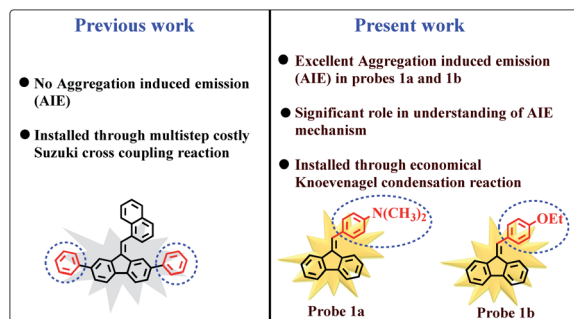 Previous work
● No Aggregation induced emission
(AIE)
● Installed through multistep costly
Suzuki cross coupling reaction
Present work
● Excellent Aggregation induced emission
(AIE) in probes 1a and 1b
● Significant role in understanding of AIE
mechanism
● Installed through economical
Knoevenagel condensation reaction
N(CH₃)₂
OEt
Probe 1a
Probe 1b